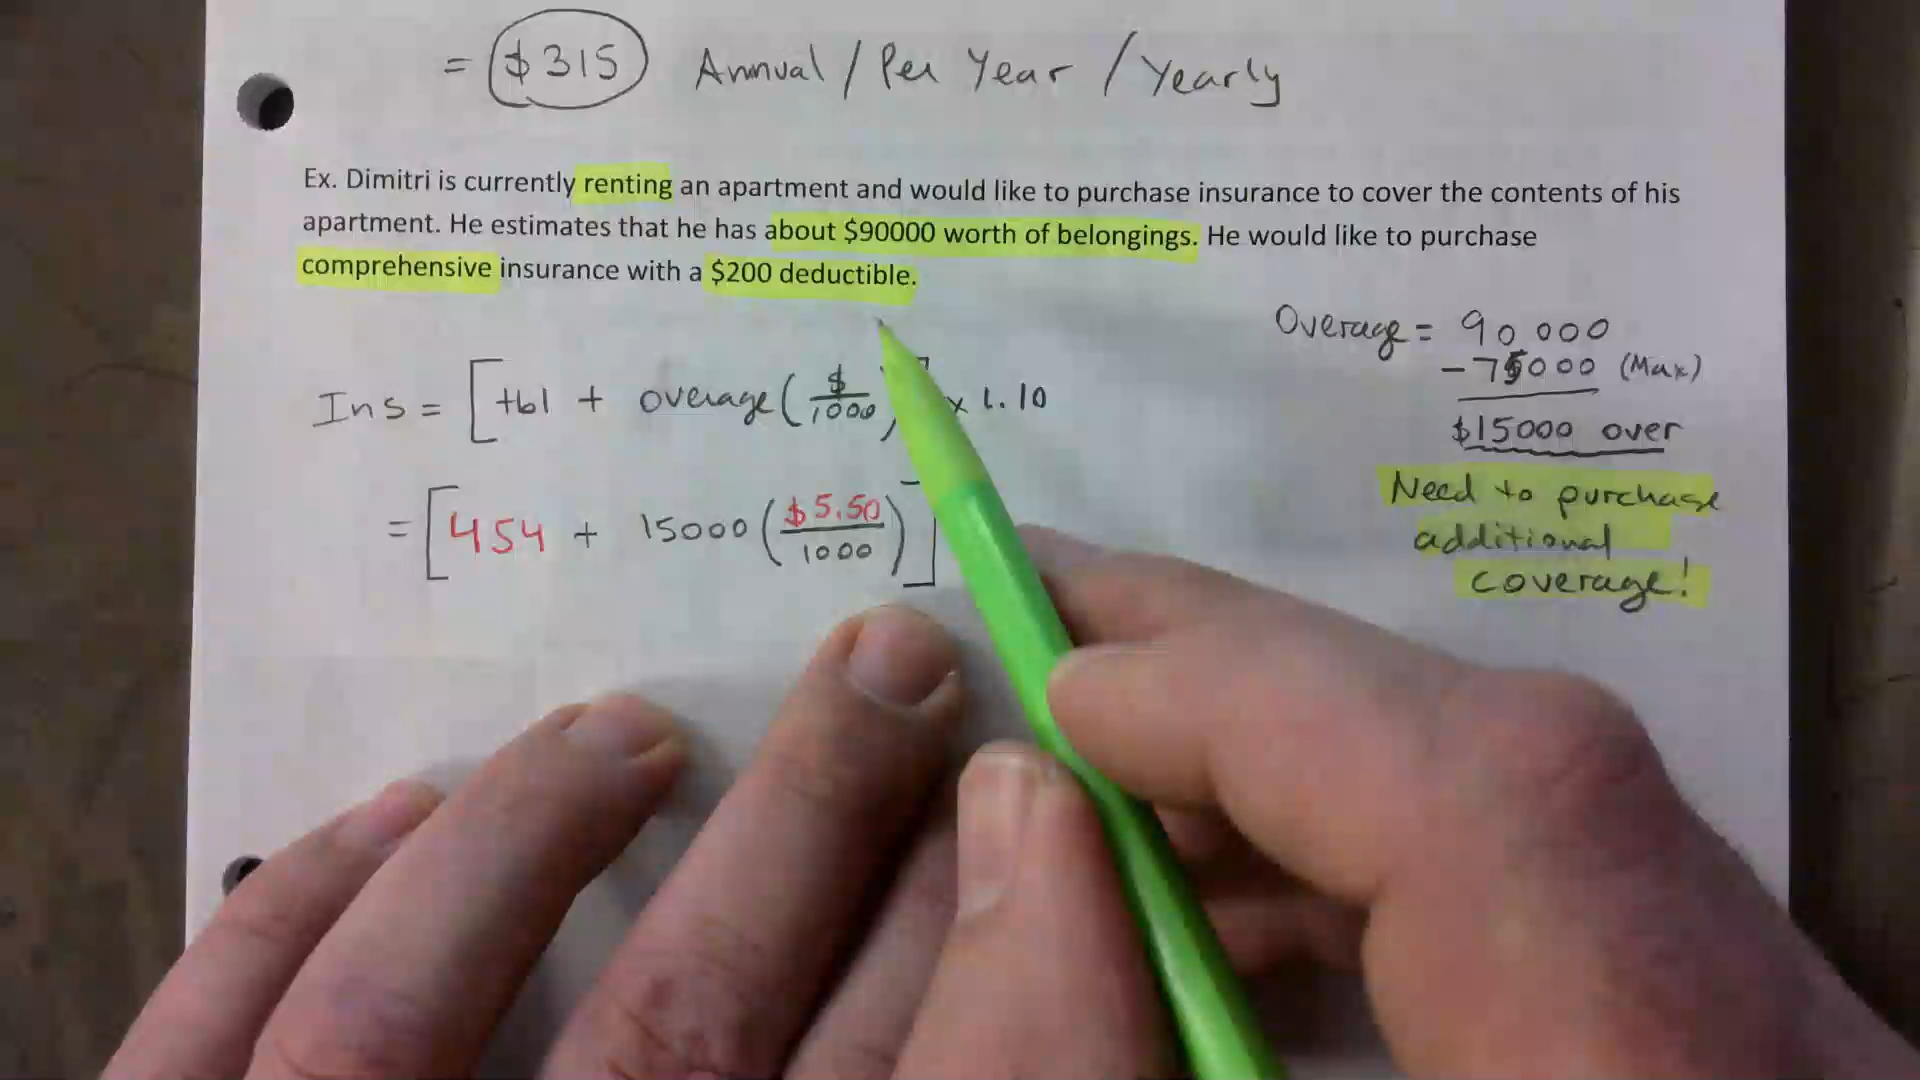 = $315 Annual / Per Year / Yearly
Ex. Dimitri is currently renting an apartment and would like to purchase insurance to cover the contents of his
apartment. He estimates that he has about $90000 worth of belongings. He would like to purchase
comprehensive insurance with a $200 deductible.
Overage = 90 000
- 75000 (Max)
$15000 over
Need to purchase
additional
coverage!
Ins = [tbl + overage($/1000)] x 1.10
= [454 + 15000($5.50/1000)]